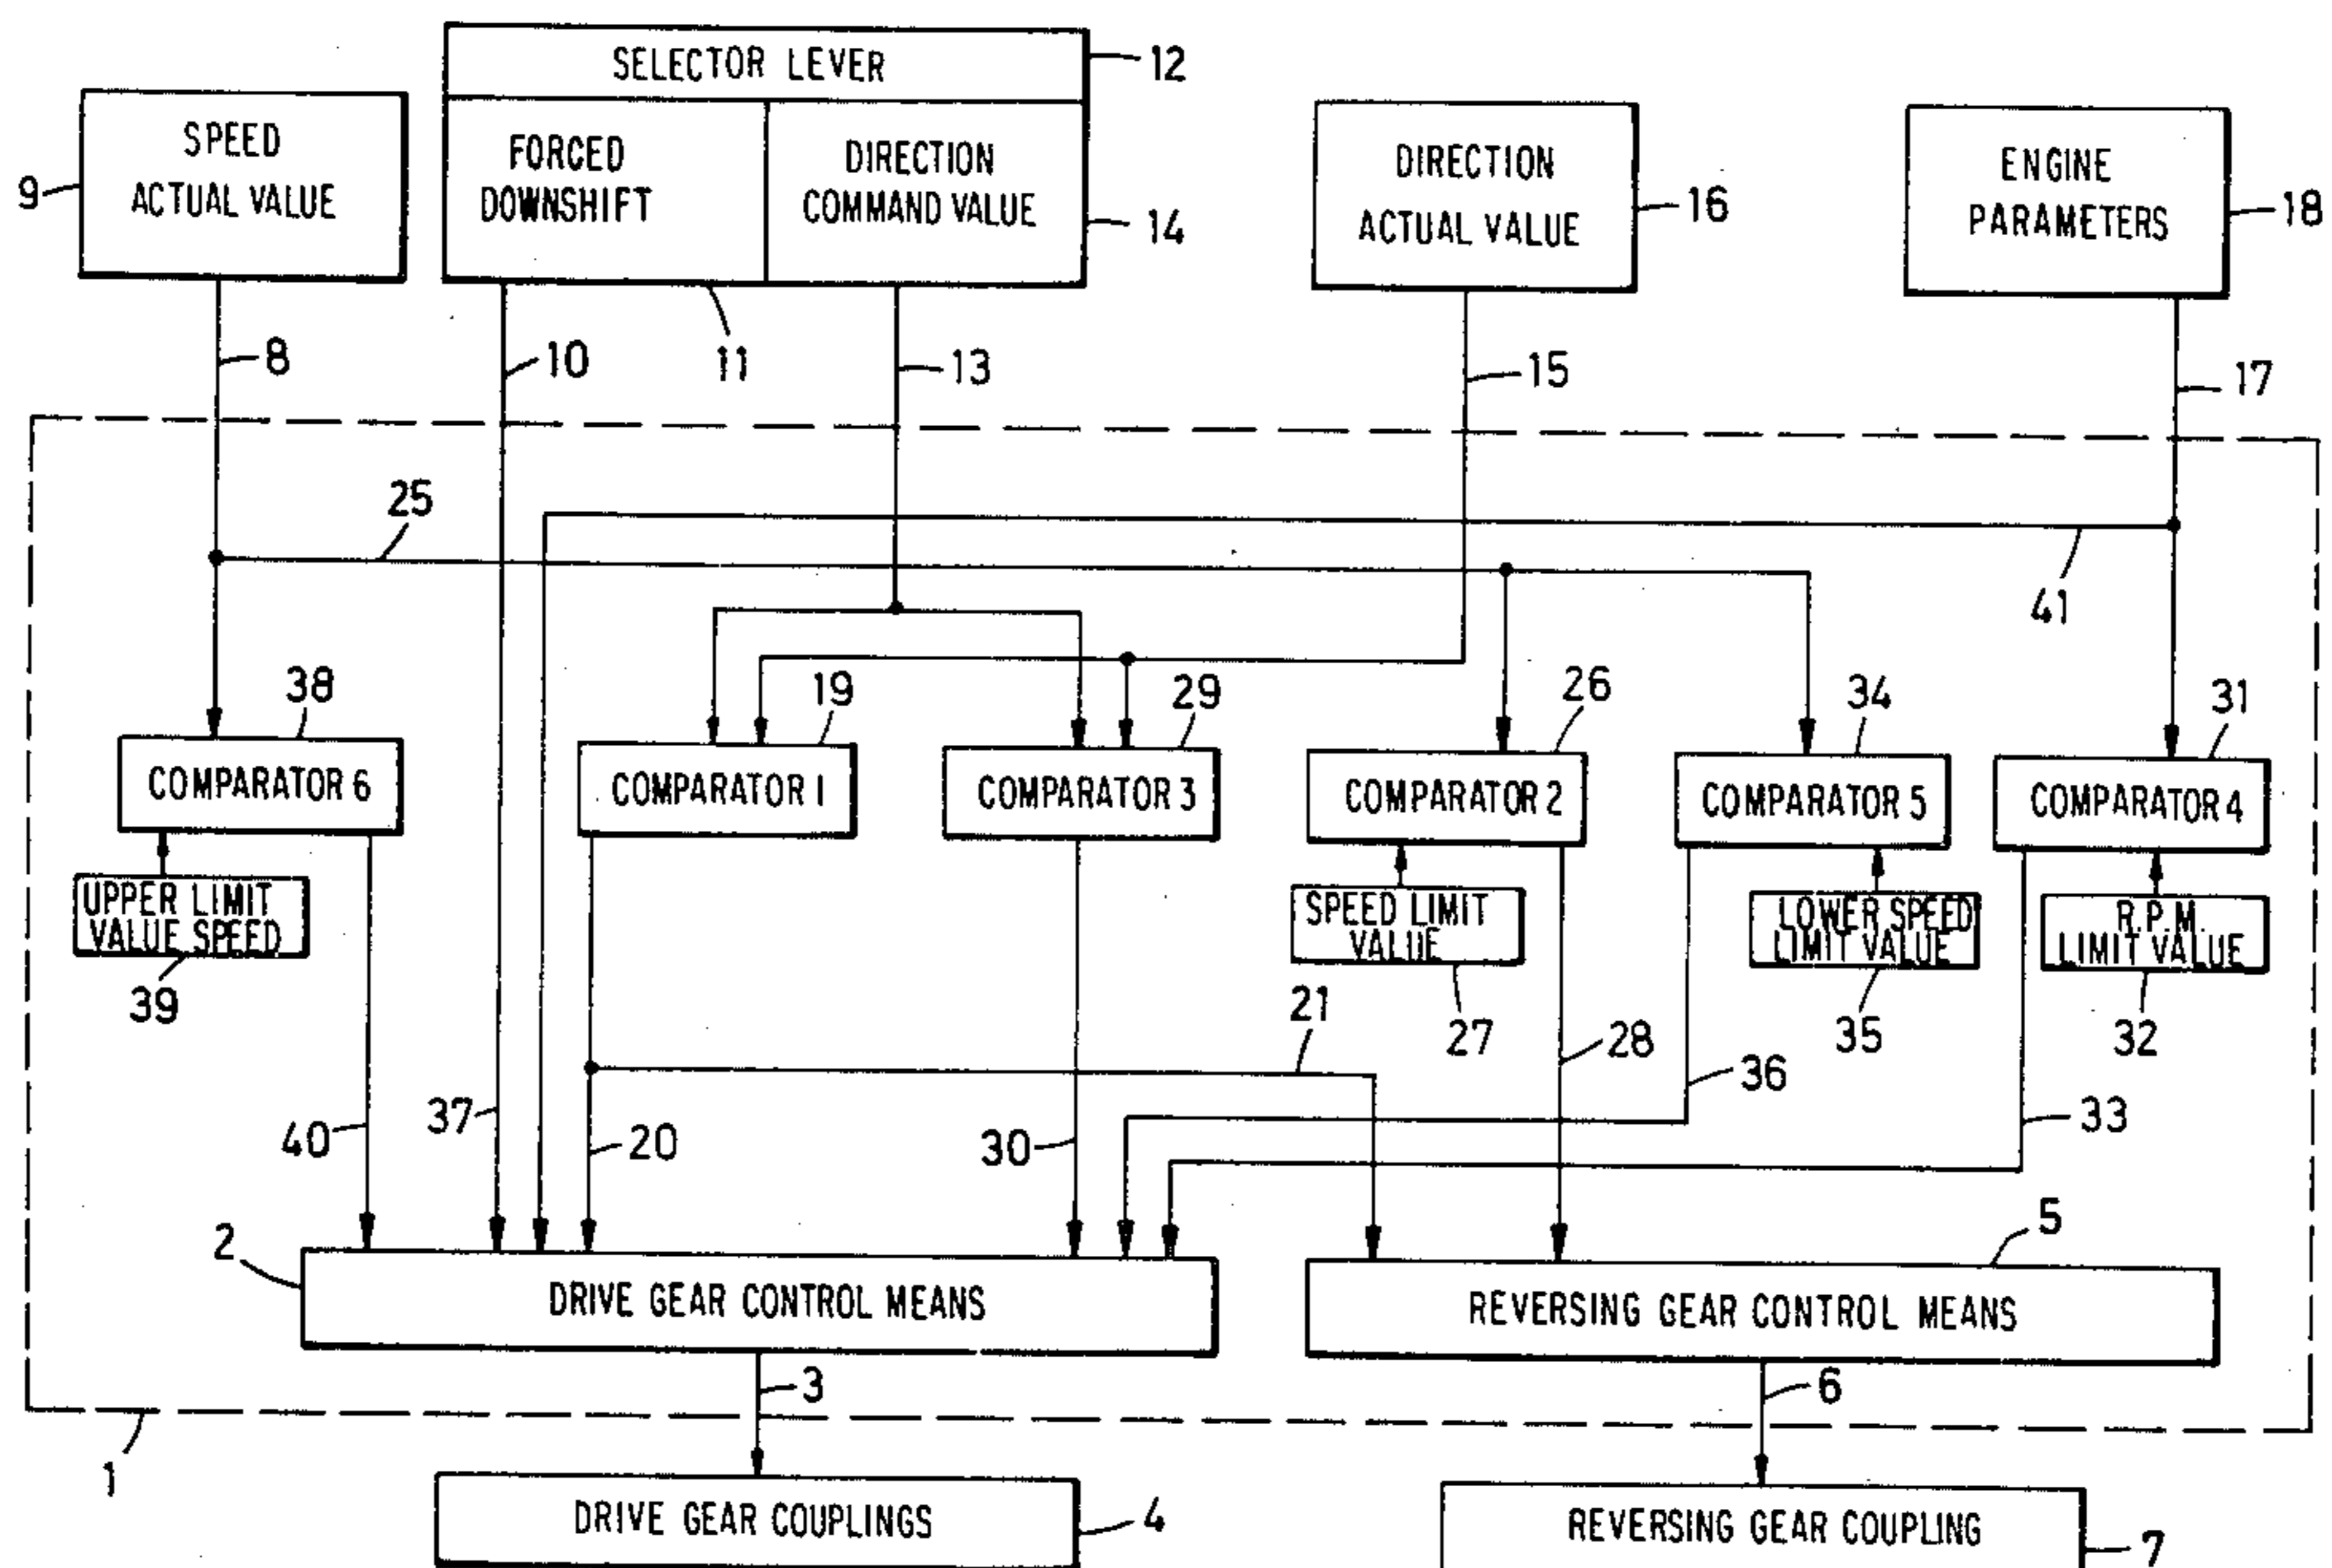 SELECTOR LEVER
12
SPEED
ACTUAL VALUE
9
FORCED
DOWNSHIFT
DIRECTION
COMMAND VALUE
14
DIRECTION
ACTUAL VALUE
16
ENGINE
PARAMETERS
18
8
10
11
13
15
17
25
41
38
19
29
26
34
31
COMPARATOR 6
COMPARATOR 1
COMPARATOR 3
COMPARATOR 2
COMPARATOR 5
COMPARATOR 4
UPPER LIMIT
VALUE SPEED
SPEED LIMIT
VALUE
LOWER SPEED
LIMIT VALUE
R.P.M.
LIMIT VALUE
39
27
35
32
21
28
36
33
40
37
20
30
2
5
DRIVE GEAR CONTROL MEANS
REVERSING GEAR CONTROL MEANS
3
6
1
DRIVE GEAR COUPLINGS
4
REVERSING GEAR COUPLING
7